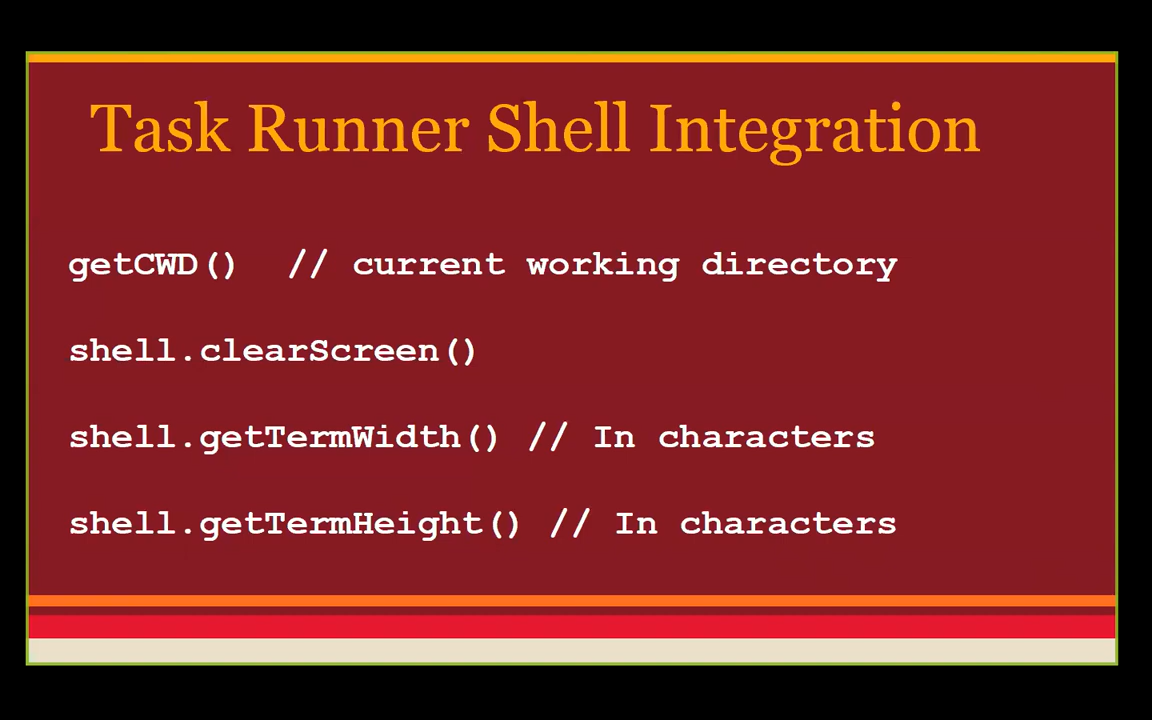 Task Runner Shell Integration
getCWD()  // current working directory
shell.clearScreen()
shell.getTermWidth() // In characters
shell.getTermHeight() // In characters